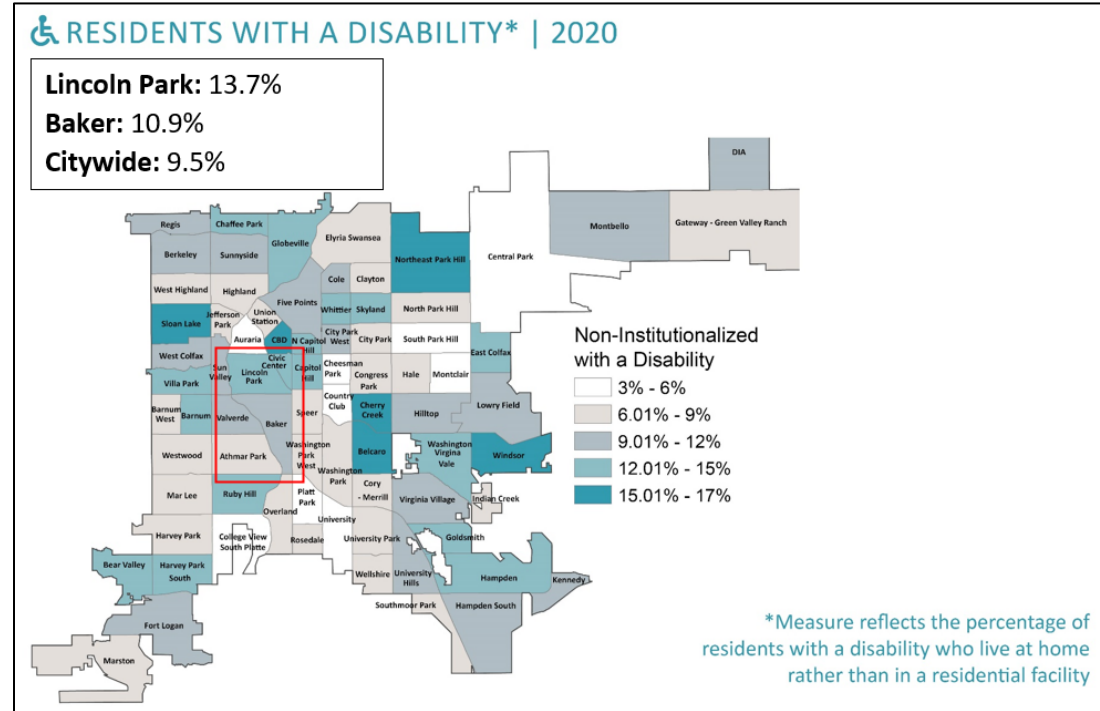 RESIDENTS WITH A DISABILITY* | 2020
Lincoln Park: 13.7%
Baker: 10.9%
Citywide: 9.5%
DIA
Regis
Chaffee Park
Globeville
Elyria Swansea
Northeast Park Hill
Central Park
Montbello
Gateway - Green Valley Ranch
Berkeley
Sunnyside
West Highland
Highland
Five Points
Cole
Clayton
Sloan Lake
Jefferson
Park
Union
Station
Whittier
Skyland
North Park Hill
Auraria
CBD
N Capitol
Hill
City Park
West
City Park
South Park Hill
West Colfax
Sun
Valley
Lincoln
Park
Civic
Center
Capitol
Hill
Cheesman
Park
Congress
Park
Hale
Montclair
East Colfax
Villa Park
Barnum
West
Barnum
Valverde
Baker
Speer
Country
Club
Cherry
Creek
Hilltop
Lowry Field
Westwood
Athmar Park
Washington
Park
West
Washington
Park
Belcaro
Washington
Virgina
Vale
Windsor
Mar Lee
Ruby Hill
Overland
Platt
Park
University
Cory
- Merrill
Virginia Village
Indian Creek
Harvey Park
College View
South Platte
Rosedale
University Park
Goldsmith
Bear Valley
Harvey Park
South
Wellshire
University
Hills
Hampden
Kennedy
Fort Logan
Southmoor Park
Hampden South
Marston
Non-Institutionalized
with a Disability
3% - 6%
6.01% - 9%
9.01% - 12%
12.01% - 15%
15.01% - 17%
*Measure reflects the percentage of
residents with a disability who live at home
rather than in a residential facility